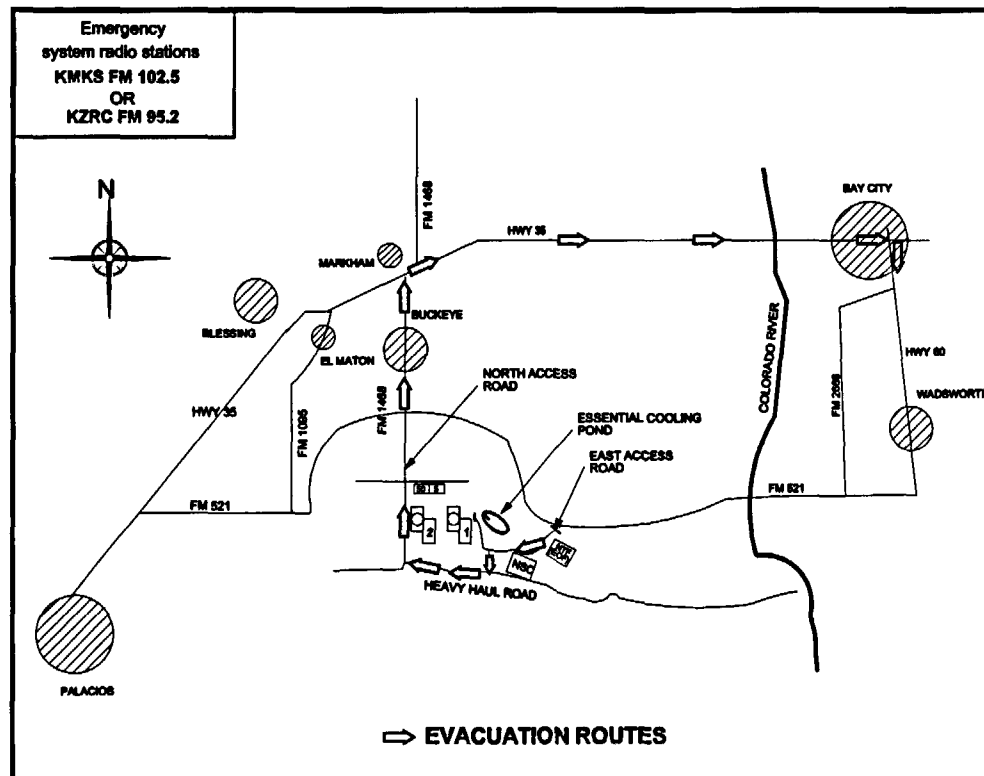 Emergency
system radio stations
KMKS FM 102.5
OR
KZRC FM 95.2
N
FM 1468
BAY CITY
HWY 35
MARKHAM
BLESSING
BUCKEYE
EL MATON
COLORADO RIVER
HWY 60
FM 2668
WADSWORTH
NORTH ACCESS
ROAD
HWY 35
FM 1095
FM 1468
ESSENTIAL COOLING
POND
EAST ACCESS
ROAD
FM 521
FM 521
2
1
NSC
HEAVY HAUL ROAD
PALACIOS
EVACUATION ROUTES